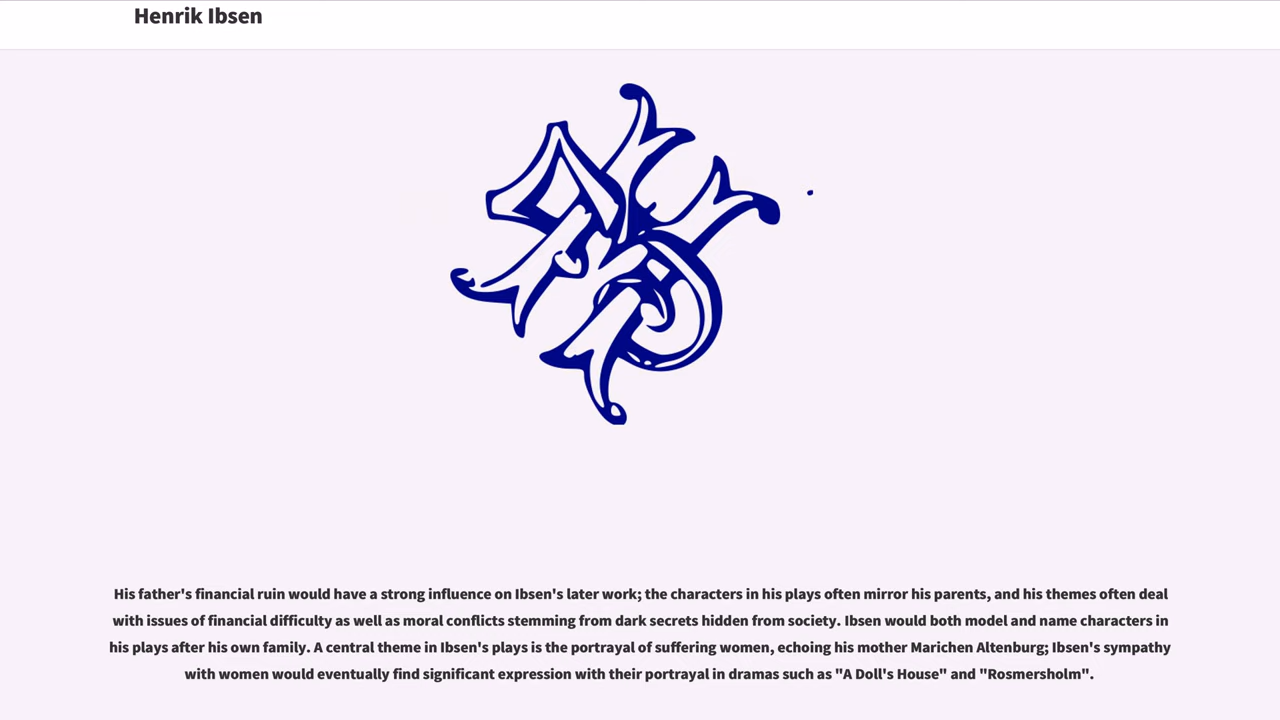 Henrik Ibsen
His father's financial ruin would have a strong influence on Ibsen's later work; the characters in his plays often mirror his parents, and his themes often deal
with issues of financial difficulty as well as moral conflicts stemming from dark secrets hidden from society. Ibsen would both model and name characters in
his plays after his own family. A central theme in Ibsen's plays is the portrayal of suffering women, echoing his mother Marichen Altenburg; Ibsen's sympathy
with women would eventually find significant expression with their portrayal in dramas such as "A Doll's House" and "Rosmersholm".